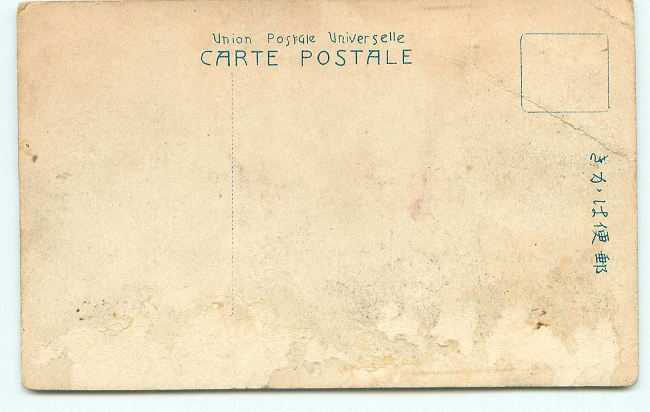 Union Postale Universelle
CARTE POSTALE
郵便はがき